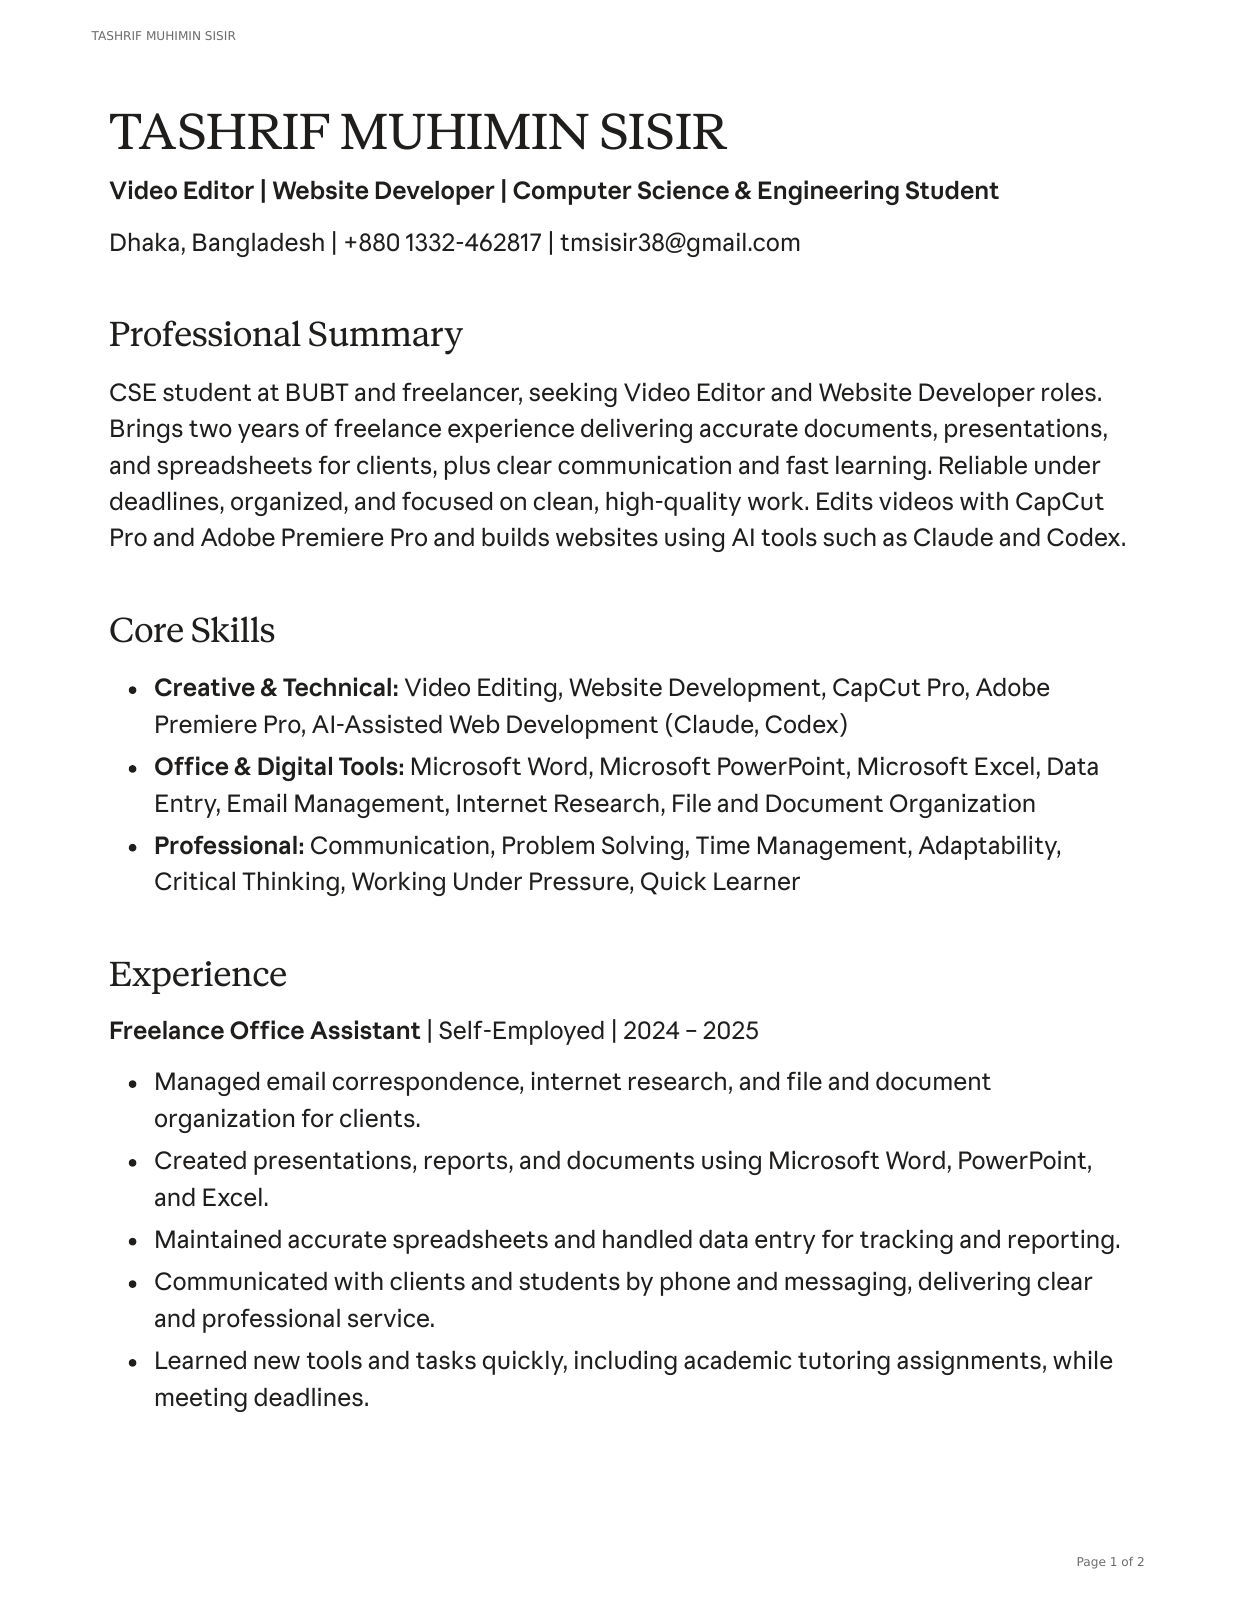 TASHRIF MUHIMIN SISIR
TASHRIF MUHIMIN SISIR
Video Editor | Website Developer | Computer Science & Engineering Student
Dhaka, Bangladesh | +880 1332-462817 | tmsisir38@gmail.com
Professional Summary
CSE student at BUBT and freelancer, seeking Video Editor and Website Developer roles.
Brings two years of freelance experience delivering accurate documents, presentations,
and spreadsheets for clients, plus clear communication and fast learning. Reliable under
deadlines, organized, and focused on clean, high-quality work. Edits videos with CapCut
Pro and Adobe Premiere Pro and builds websites using AI tools such as Claude and Codex.
Core Skills
• Creative & Technical: Video Editing, Website Development, CapCut Pro, Adobe
Premiere Pro, AI-Assisted Web Development (Claude, Codex)
• Office & Digital Tools: Microsoft Word, Microsoft PowerPoint, Microsoft Excel, Data
Entry, Email Management, Internet Research, File and Document Organization
• Professional: Communication, Problem Solving, Time Management, Adaptability,
Critical Thinking, Working Under Pressure, Quick Learner
Experience
Freelance Office Assistant | Self-Employed | 2024 – 2025
• Managed email correspondence, internet research, and file and document
organization for clients.
• Created presentations, reports, and documents using Microsoft Word, PowerPoint,
and Excel.
• Maintained accurate spreadsheets and handled data entry for tracking and reporting.
• Communicated with clients and students by phone and messaging, delivering clear
and professional service.
• Learned new tools and tasks quickly, including academic tutoring assignments, while
meeting deadlines.
Page 1 of 2